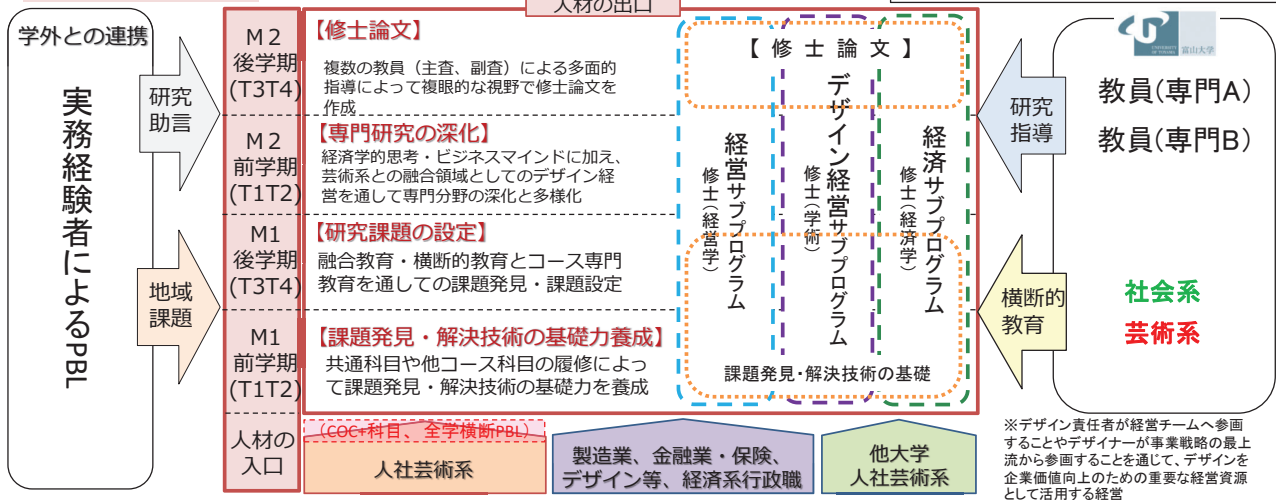 人材の出口
学外との連携
実務経験者によるPBL
研究
助言
地域
課題
M2
後学期
(T3T4)
M2
前学期
(T1T2)
M1
後学期
(T3T4)
M1
前学期
(T1T2)
人材の
入口
【修士論文】
複数の教員（主査、副査）による多面的
指導によって複眼的な視野で修士論文を
作成
【専門研究の深化】
経済学的思考・ビジネスマインドに加え、
芸術系との融合領域としてのデザイン経
営を通して専門分野の深化と多様化
【研究課題の設定】
融合教育・横断的教育とコース専門
教育を通しての課題発見・課題設定
【課題発見・解決技術の基礎力養成】
共通科目や他コース科目の履修によっ
て課題発見・解決技術の基礎力を養成
【修士論文】
経営サブプログラム
修士(経営学)
デザイン経営サブプログラム
修士(学術)
経済サブプログラム
修士(経済学)
課題発見・解決技術の基礎
（COC+科目、全学横断PBL）
人社芸術系
製造業、金融業・保険、
デザイン等、経済系行政職
他大学
人社芸術系
研究
指導
横断的
教育
UNIVERSITY
OF TOYAMA
富山大学
教員(専門A)
教員(専門B)
社会系
芸術系
※デザイン責任者が経営チームへ参画
することやデザイナーが事業戦略の最上
流から参画することを通じて、デザインを
企業価値向上のための重要な経営資源
として活用する経営